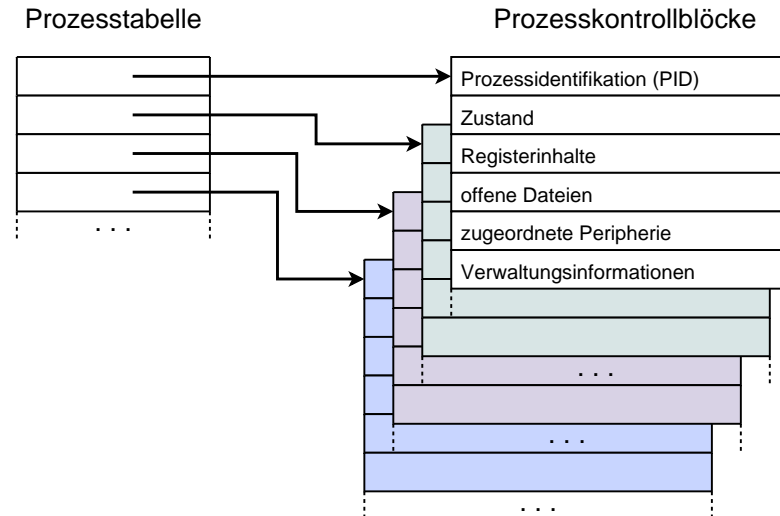 Prozesstabelle
Prozesskontrollblöcke
Prozessidentifikation (PID)
Zustand
Registerinhalte
offene Dateien
zugeordnete Peripherie
Verwaltungsinformationen
. . .
. . .
. . .
. . .